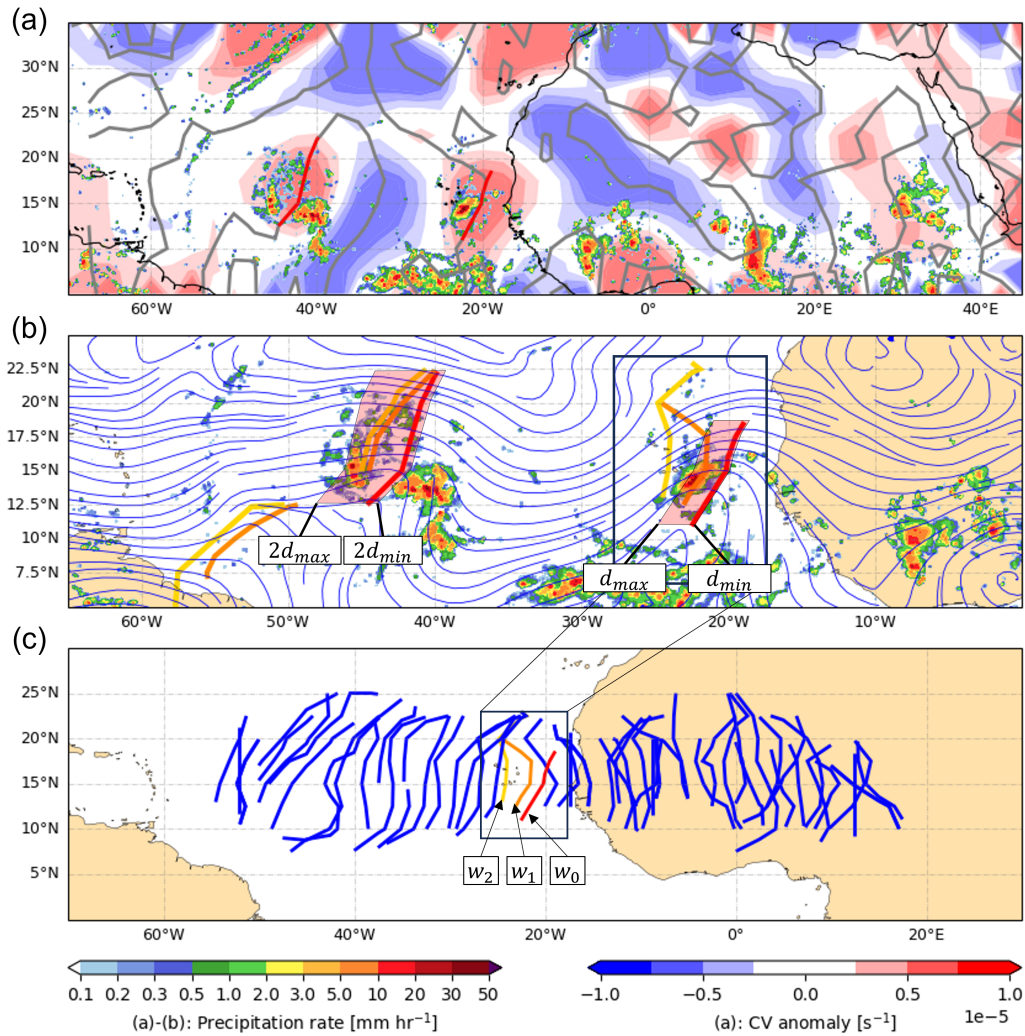 (a)
30°N
25°N
20°N
15°N
10°N
60°W 40°W 20°W 0° 20°E 40°E
(b)
22.5°N
20°N
17.5°N
15°N
12.5°N
10°N
7.5°N
2d_max 2d_min
d_max d_min
60°W 50°W 40°W 30°W 20°W 10°W
(c)
25°N
20°N
15°N
10°N
5°N
w₂ w₁ w₀
60°W 40°W 20°W 0° 20°E
0.1 0.2 0.3 0.5 1.0 2.0 3.0 5.0 10 20 30 50
(a)-(b): Precipitation rate [mm hr⁻¹]
−1.0 −0.5 0.0 0.5 1.0
1e−5
(a): CV anomaly [s⁻¹]